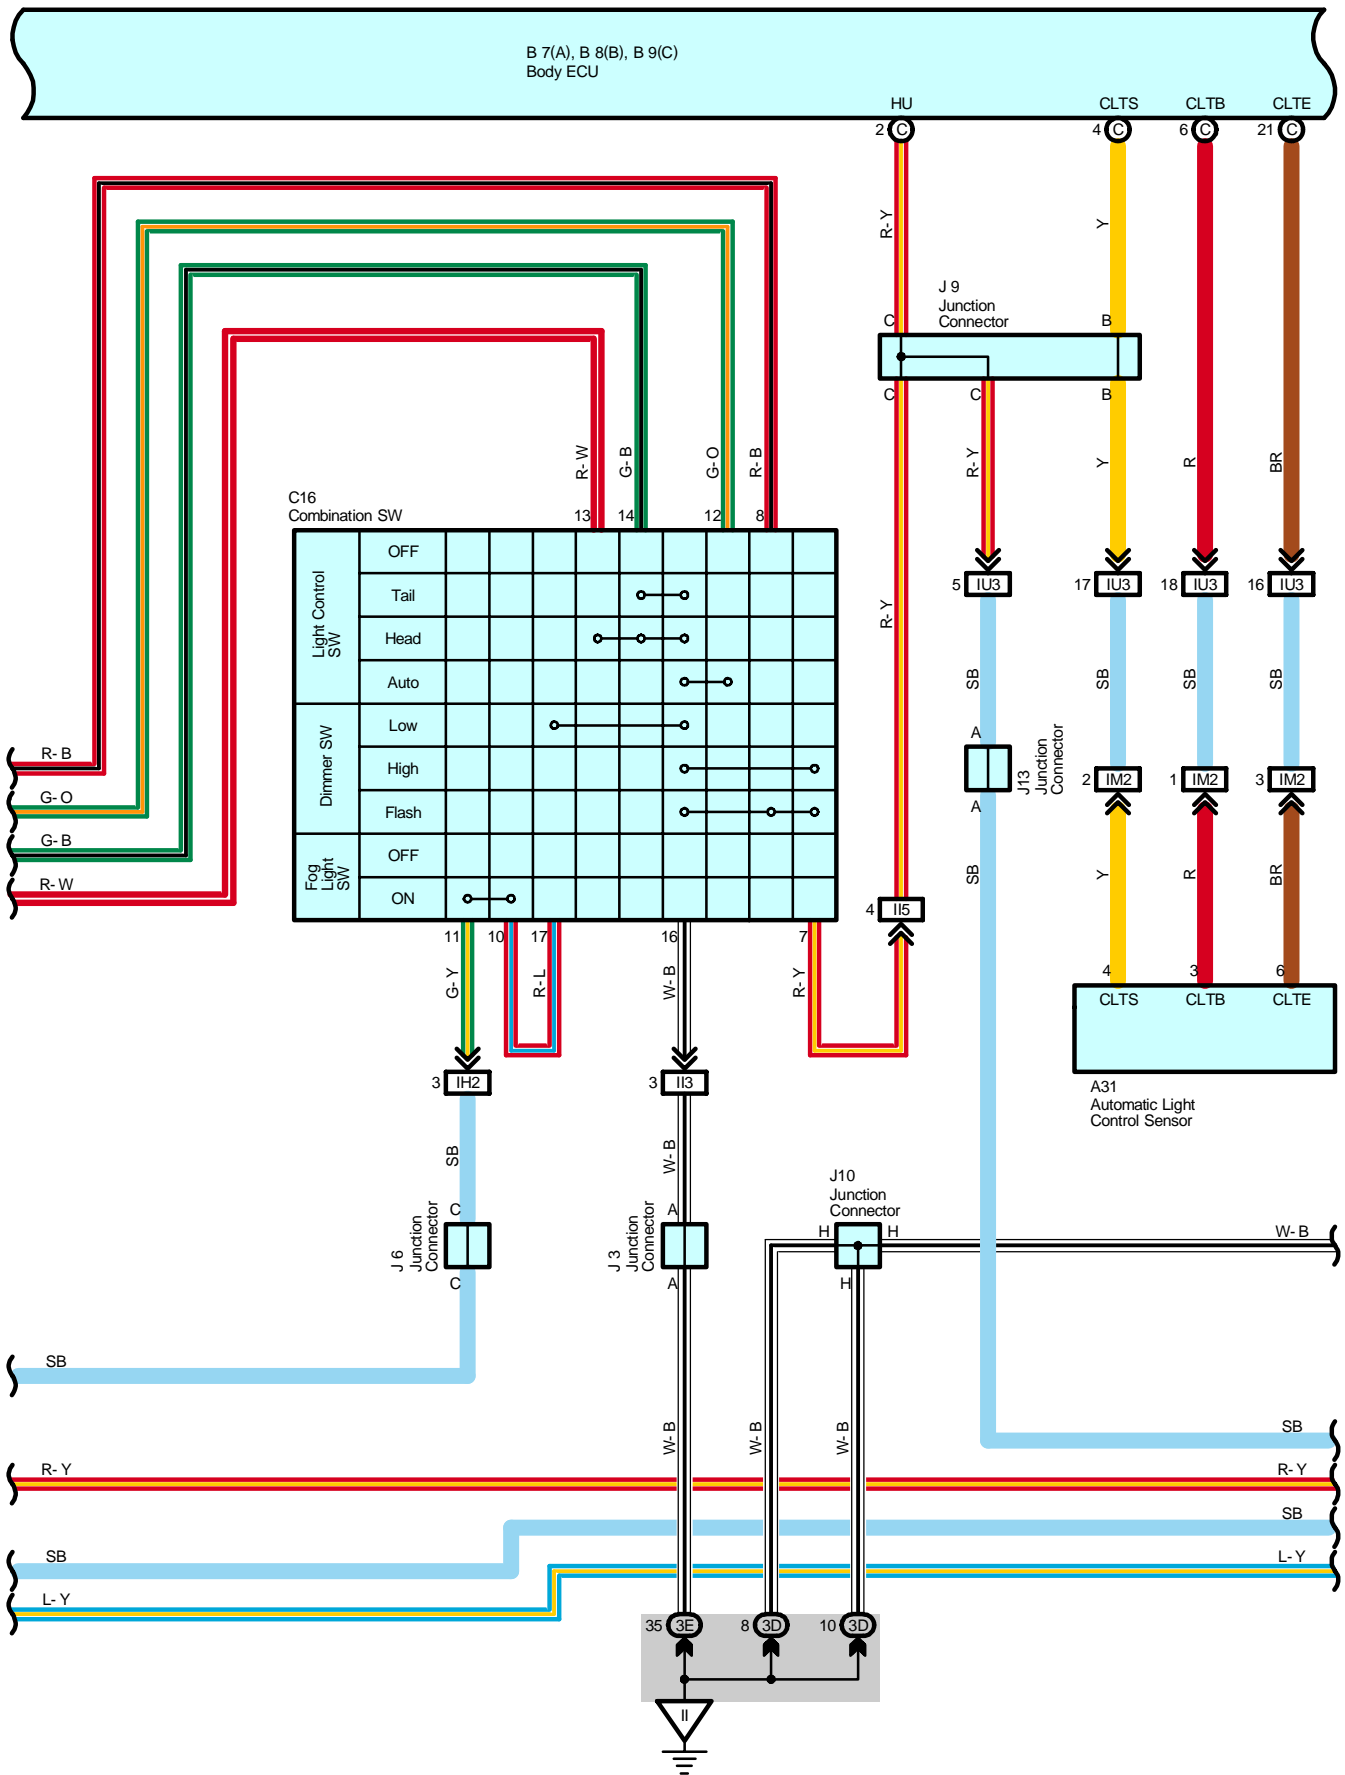 B 7(A), B 8(B), B 9(C)
Body ECU
HU CLTS CLTB CLTE
2 C 4 C 6 C 21 C
R-Y
Y
J 9
Junction
Connector
C B
C C B
R-W
G-B
G-O
R-B
R-Y
Y
R
BR
C16
Combination SW
13 14 12 8
Light Control
SW
OFF
Tail
Head
Auto
Dimmer SW
Low
High
Flash
Fog
Light
SW
OFF
ON
5 IU3 17 IU3 18 IU3 16 IU3
R-Y
SB
SB
SB
SB
A
J13
Junction
Connector
A
2 IM2 1 IM2 3 IM2
R-B
G-O
G-B
R-W
SB
Y
R
BR
4 II5
11 10 17 16 7
G-Y
R-L
W-B
R-Y
4 3 6
CLTS CLTB CLTE
A31
Automatic Light
Control Sensor
3 IH2
3 II3
SB
W-B
C
J 6
Junction
Connector
C
A
J 3
Junction
Connector
A
J10
Junction
Connector
H H
H
W-B
SB
W-B
W-B
W-B
SB
R-Y
R-Y
SB
SB
L-Y
L-Y
35 3E 8 3D 10 3D
II